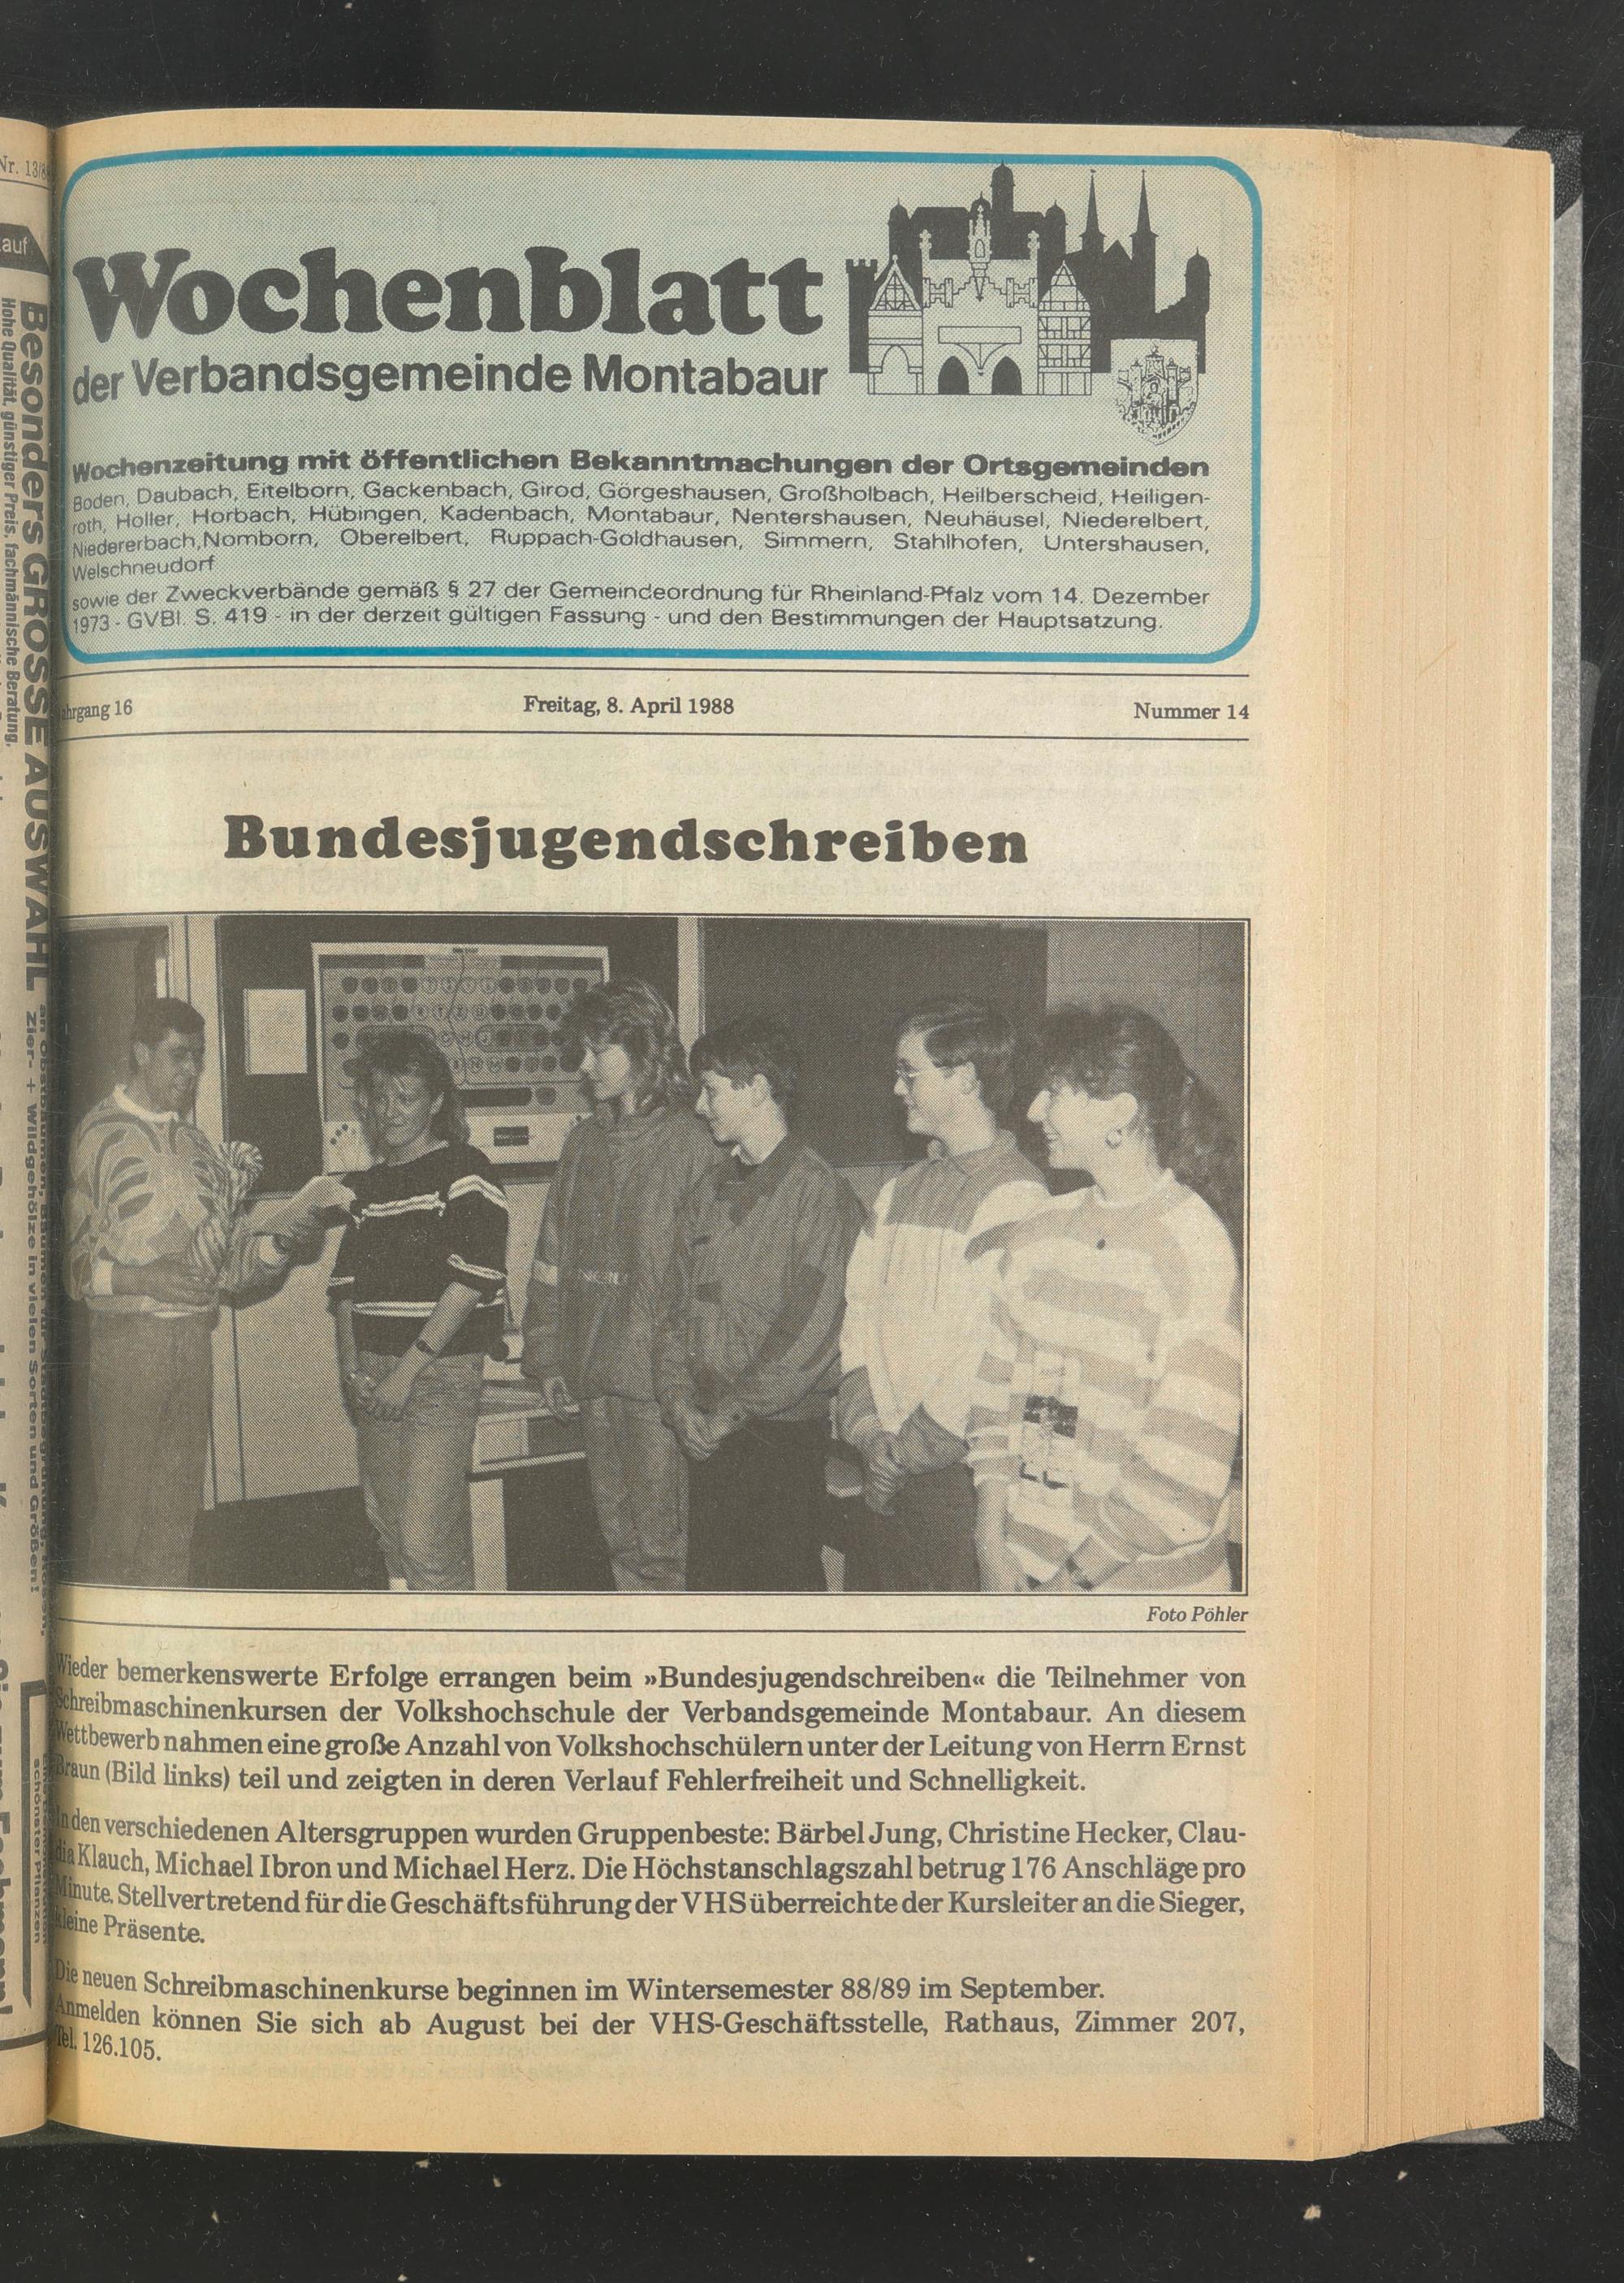 Nr. 13/8
auf
Besonders GROSSE AUSWAHL
Hohe Qualität, günstiger Preis, fachmännische Beratung.
Zier- + Wildgehölze in vielen Sorten und Größen!
Wochenblatt
der Verbandsgemeinde Montabaur
Wochenzeitung mit öffentlichen Bekanntmachungen der Ortsgemeinden
Boden, Daubach, Eitelborn, Gackenbach, Girod, Görgeshausen, Großholbach, Heilberscheid, Heiligen-
roth, Holler, Horbach, Hübingen, Kadenbach, Montabaur, Nentershausen, Neuhäusel, Niederelbert,
Niedererbach,Nomborn, Oberelbert, Ruppach-Goldhausen, Simmern, Stahlhofen, Untershausen,
Welschneudorf
sowie der Zweckverbände gemäß § 27 der Gemeindeordnung für Rheinland-Pfalz vom 14. Dezember
1973 - GVBl. S. 419 - in der derzeit gültigen Fassung - und den Bestimmungen der Hauptsatzung.
ahrgang 16 Freitag, 8. April 1988 Nummer 14
Bundesjugendschreiben
Foto Pöhler
Wieder bemerkenswerte Erfolge errangen beim »Bundesjugendschreiben« die Teilnehmer von
Schreibmaschinenkursen der Volkshochschule der Verbandsgemeinde Montabaur. An diesem
Wettbewerb nahmen eine große Anzahl von Volkshochschülern unter der Leitung von Herrn Ernst
Braun (Bild links) teil und zeigten in deren Verlauf Fehlerfreiheit und Schnelligkeit.
In den verschiedenen Altersgruppen wurden Gruppenbeste: Bärbel Jung, Christine Hecker, Clau-
dia Klauch, Michael Ibron und Michael Herz. Die Höchstanschlagszahl betrug 176 Anschläge pro
Minute. Stellvertretend für die Geschäftsführung der VHS überreichte der Kursleiter an die Sieger,
kleine Präsente.
Die neuen Schreibmaschinenkurse beginnen im Wintersemester 88/89 im September.
Anmelden können Sie sich ab August bei der VHS-Geschäftsstelle, Rathaus, Zimmer 207,
Tel. 126.105.